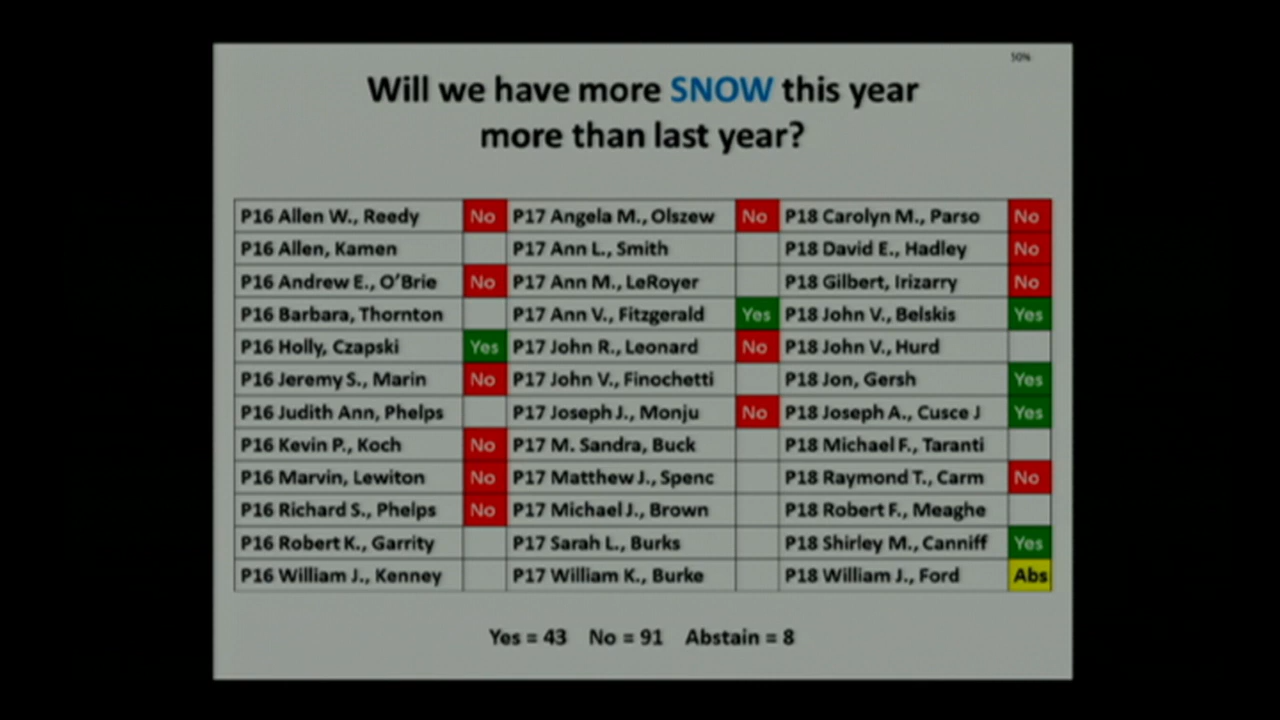 50%
Will we have more SNOW this year
more than last year?
P16 Allen W., Reedy No P17 Angela M., Olszew No P18 Carolyn M., Parso No
P16 Allen, Kamen P17 Ann L., Smith P18 David E., Hadley No
P16 Andrew E., O’Brie No P17 Ann M., LeRoyer P18 Gilbert, Irizarry No
P16 Barbara, Thornton P17 Ann V., Fitzgerald Yes P18 John V., Belskis Yes
P16 Holly, Czapski Yes P17 John R., Leonard No P18 John V., Hurd
P16 Jeremy S., Marin No P17 John V., Finochetti P18 Jon, Gersh Yes
P16 Judith Ann, Phelps P17 Joseph J., Monju No P18 Joseph A., Cusce J Yes
P16 Kevin P., Koch No P17 M. Sandra, Buck P18 Michael F., Taranti
P16 Marvin, Lewiton No P17 Matthew J., Spenc P18 Raymond T., Carm No
P16 Richard S., Phelps No P17 Michael J., Brown P18 Robert F., Meaghe
P16 Robert K., Garrity P17 Sarah L., Burks P18 Shirley M., Canniff Yes
P16 William J., Kenney P17 William K., Burke P18 William J., Ford Abs
Yes = 43 No = 91 Abstain = 8